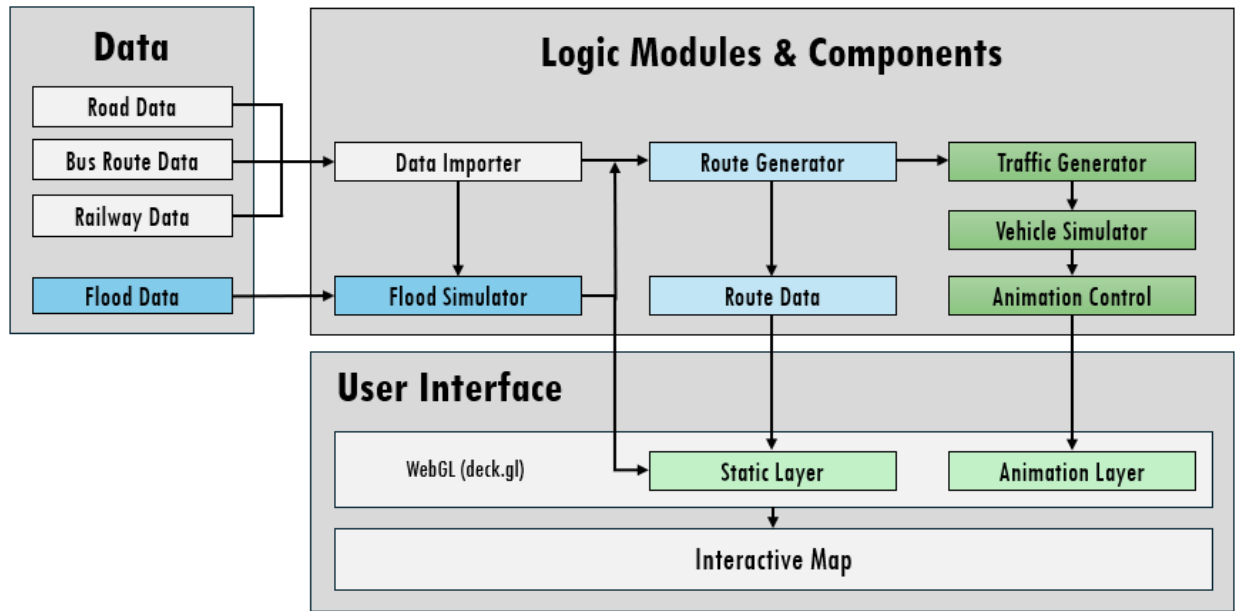 Data
Road Data
Bus Route Data
Railway Data
Flood Data
Logic Modules & Components
Data Importer
Route Generator
Traffic Generator
Vehicle Simulator
Flood Simulator
Route Data
Animation Control
User Interface
WebGL (deck.gl)
Static Layer
Animation Layer
Interactive Map